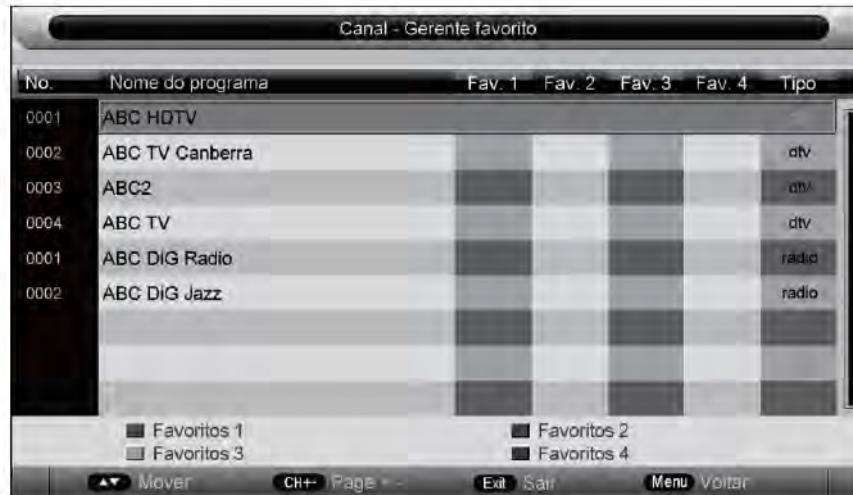 Canal - Gerente favorito
No. Nome do programa Fav. 1 Fav. 2 Fav. 3 Fav. 4 Tipo
0001 ABC HDTV
0002 ABC TV Canberra dtv
0003 ABC2 dtv
0004 ABC TV dtv
0001 ABC DiG Radio radio
0002 ABC DiG Jazz radio
Favoritos 1 Favoritos 2
Favoritos 3 Favoritos 4
▲▼ Mover CH+- Page + - Exit Sair Menu Voltar